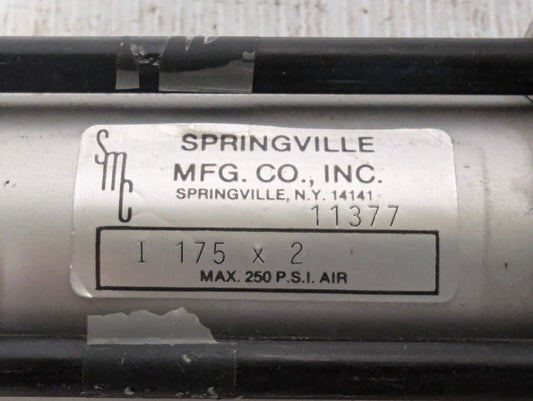 SMC
SPRINGVILLE
MFG. CO., INC.
SPRINGVILLE, N.Y. 14141
11377
I 175 x 2
MAX. 250 P.S.I. AIR